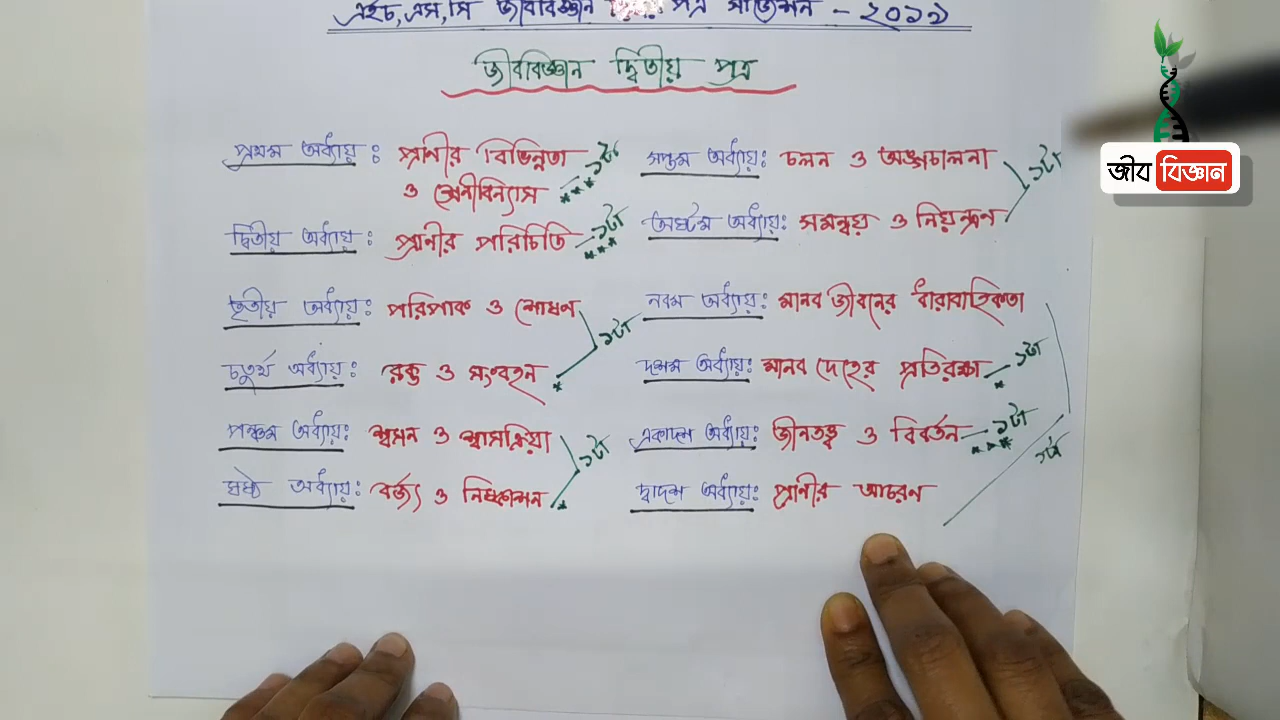 এইচ,এস,সি জীববিজ্ঞান পত্র সাজেশন - ২০১৯
জীববিজ্ঞান দ্বিতীয় পত্র
প্রথম অধ্যায় : প্রাণীর বিভিন্নতা
ও শ্রেণীবিন্যাস *** ১টা
দ্বিতীয় অধ্যায় : প্রাণীর পরিচিতি *** ১টা
তৃতীয় অধ্যায় : পরিপাক ও শোষণ
১টা
চতুর্থ অধ্যায় : রক্ত ও সংবহন *
পঞ্চম অধ্যায় : শ্বসন ও শ্বাসক্রিয়া
১টা
ষষ্ঠ অধ্যায় : বর্জ্য ও নিষ্কাশন *
সপ্তম অধ্যায় : চলন ও অঙ্গচালনা
১টা
অষ্টম অধ্যায় : সমন্বয় ও নিয়ন্ত্রণ
নবম অধ্যায় : মানব জীবনের ধারাবাহিকতা
দশম অধ্যায় : মানব দেহের প্রতিরক্ষা * ১টা
একাদশ অধ্যায় : জীনতত্ত্ব ও বিবর্তন *** ১টা
১টা
দ্বাদশ অধ্যায় : প্রাণীর আচরণ
জীব বিজ্ঞান